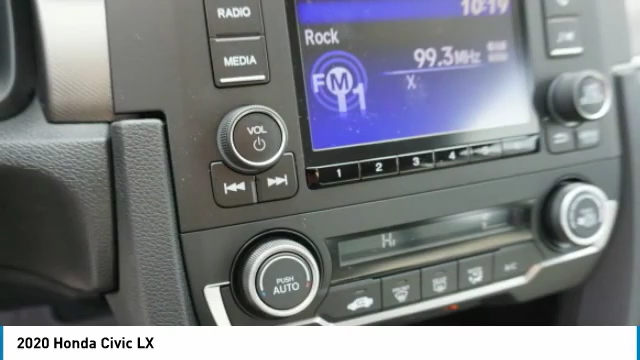 RADIO
10:19
Rock
MEDIA
99.3MHz
FM
1
X
VOL
1 2 3 4
Hi
PUSH
AUTO
A/C
2020 Honda Civic LX